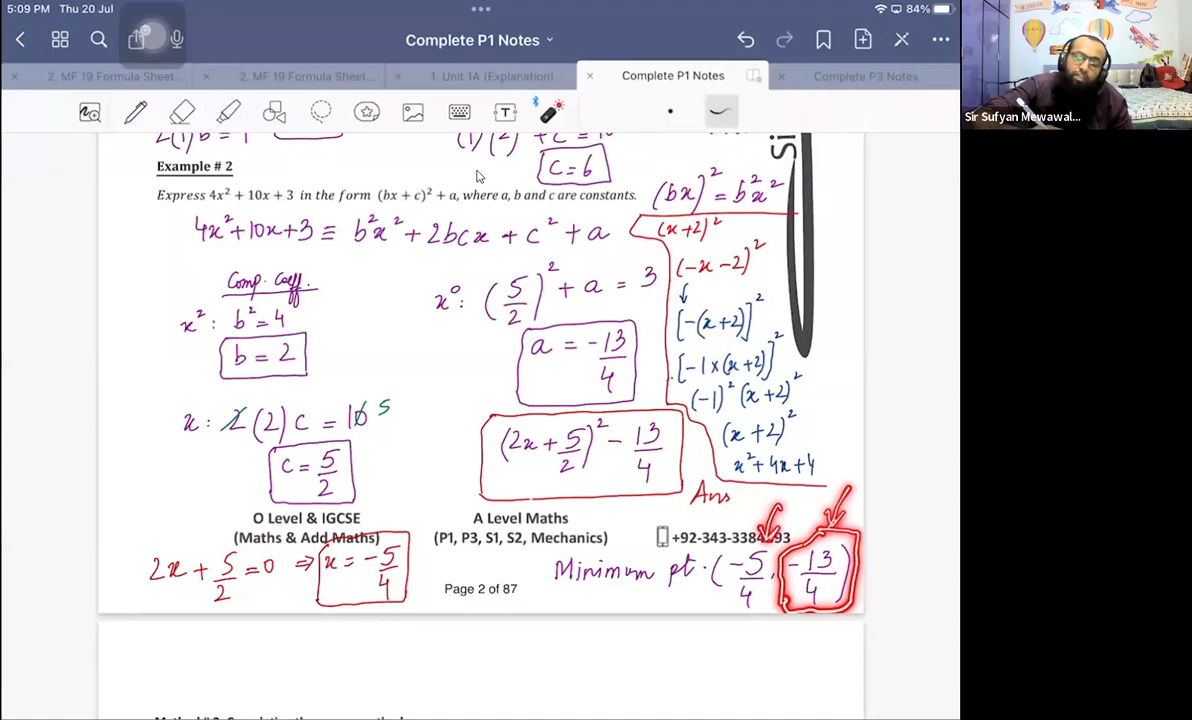 5:09 PM Thu 20 Jul
84%
Complete P1 Notes
2. MF 19 Formula Sheet...
2. MF 19 Formula Sheet...
1. Unit 1A (Explanation)
Complete P1 Notes
Complete P3 Notes
Sir Sufyan Mewawal...
Si
c = 6
Example # 2
Express 4x² + 10x + 3 in the form (bx + c)² + a, where a, b and c are constants.
(bx)² = b²x²
4x²+10x+3 ≡ b²x² + 2bcx + c² + a
(x+2)²
(-x-2)²
Comp. coeff.
x⁰: (5/2)² + a = 3
x²: b² = 4
[-(x+2)]²
b = 2
a = -13/4
[-1×(x+2)]²
(-1)² (x+2)²
x: 2(2)c = 10 5
(x+2)²
(2x + 5/2)² - 13/4
x²+4x+4
c = 5/2
Ans
O Level & IGCSE
(Maths & Add Maths)
A Level Maths
(P1, P3, S1, S2, Mechanics)
2x + 5/2 = 0 ⇒ x = -5/4
Minimum pt. (-5/4, -13/4)
Page 2 of 87